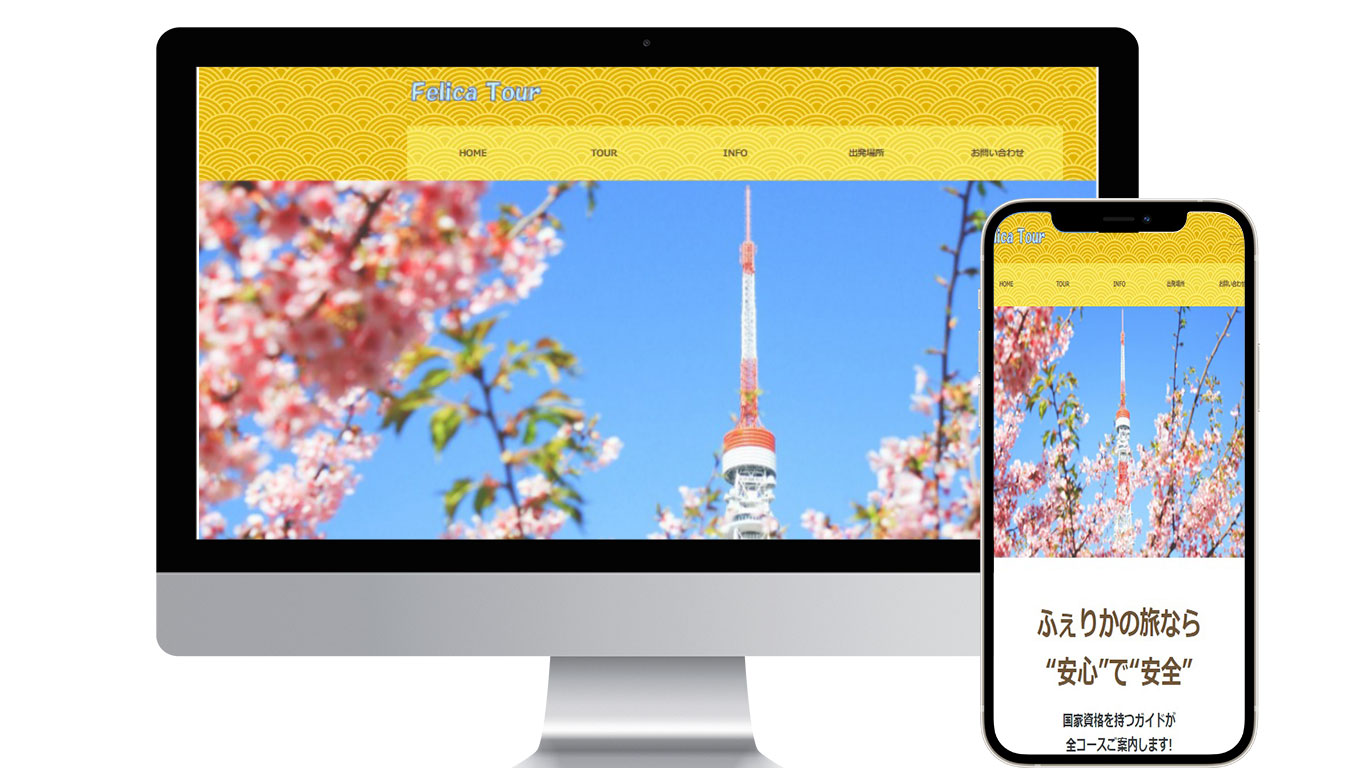 Felica Tour
HOME TOUR INFO 出発場所 お問い合わせ
lica Tour
HOME TOUR INFO 出発場所 お問い合わせ
ふぇりかの旅なら
“安心”で“安全”
国家資格を持つガイドが
全コースご案内します!